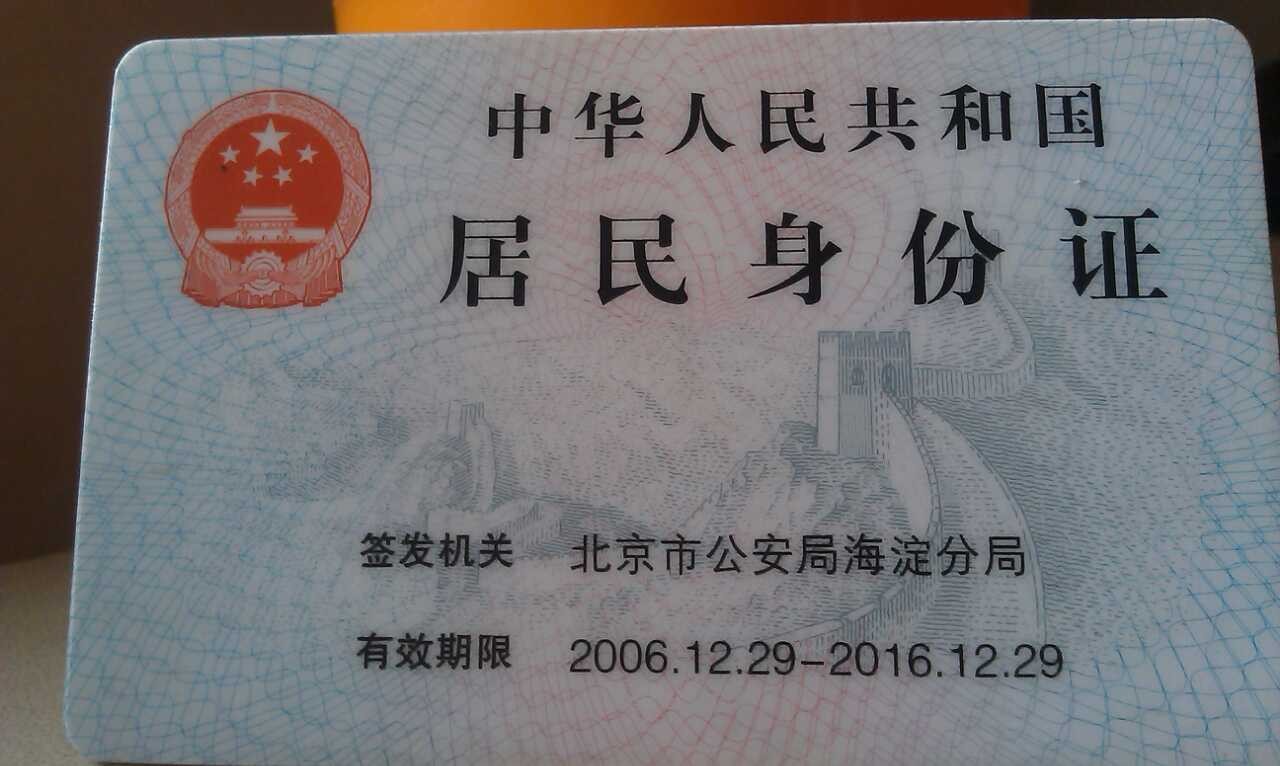 中华人民共和国
居民身份证
签发机关 北京市公安局海淀分局
有效期限 2006.12.29-2016.12.29